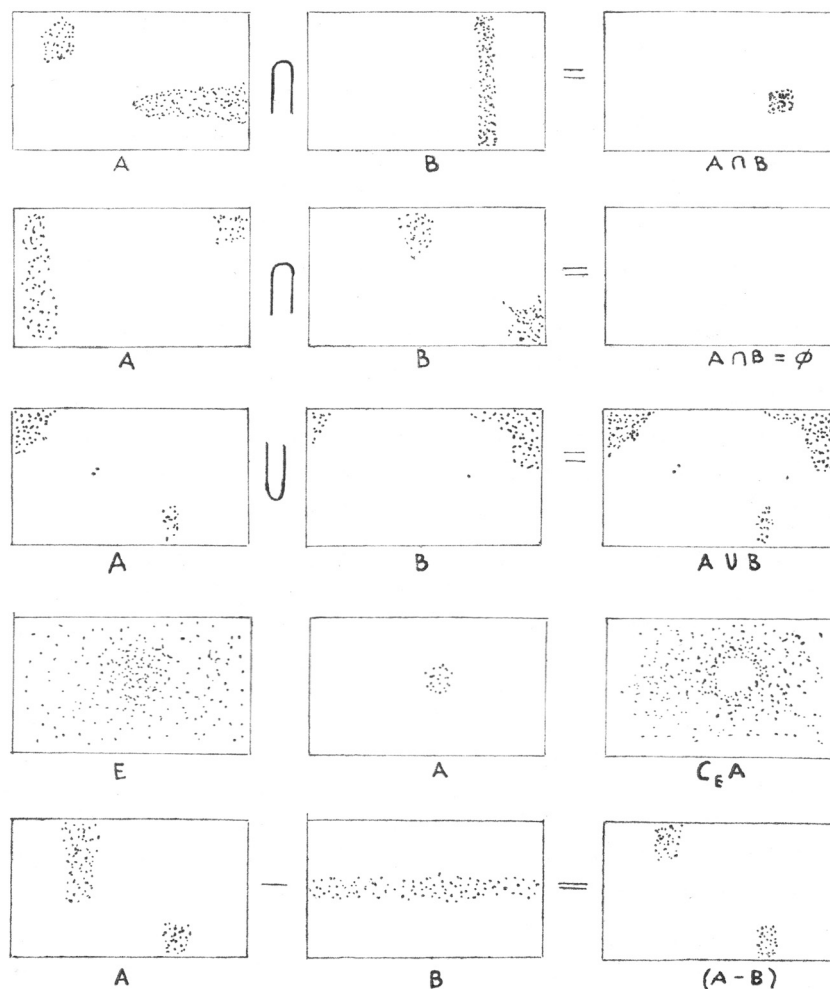 ∩ =
A B A ∩ B
∩ =
A B A ∩ B = ϕ
∪ =
A B A ∪ B
E A C_E A
− =
A B (A − B)